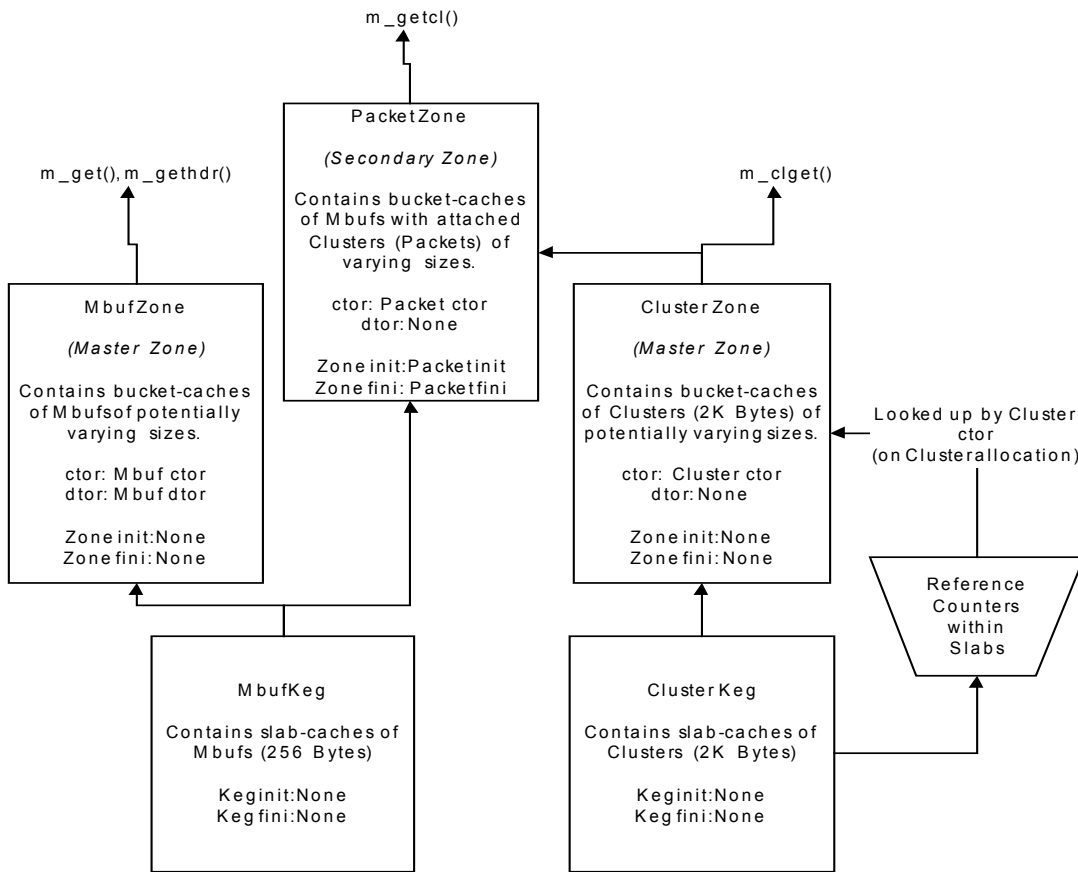 m_getcl()
Packet Zone
(Secondary Zone)
Contains bucket-caches
of Mbufs with attached
Clusters (Packets) of
varying sizes.
ctor: Packet ctor
dtor: None
Zone init: Packet init
Zone fini: Packet fini
m_get(), m_gethdr()
Mbuf Zone
(Master Zone)
Contains bucket-caches
of Mbufs of potentially
varying sizes.
ctor: Mbuf ctor
dtor: Mbuf dtor
Zone init: None
Zone fini: None
m_clget()
Cluster Zone
(Master Zone)
Contains bucket-caches
of Clusters (2K Bytes) of
potentially varying sizes.
ctor: Cluster ctor
dtor: None
Zone init: None
Zone fini: None
Looked up by Cluster
ctor
(on Cluster allocation)
Reference
Counters
within
Slabs
Mbuf Keg
Contains slab-caches of
Mbufs (256 Bytes)
Keg init: None
Keg fini: None
Cluster Keg
Contains slab-caches of
Clusters (2K Bytes)
Keg init: None
Keg fini: None